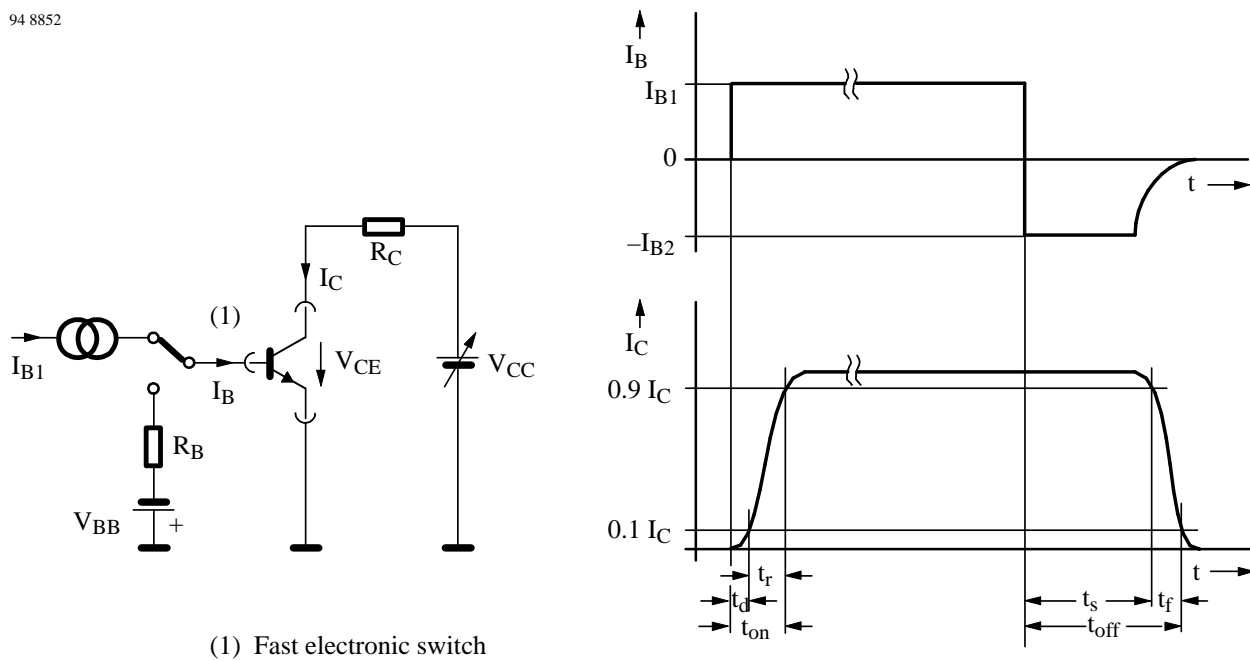 94 8852
I_B
I_B1
0
t
–I_B2
R_C
I_C
(1)
I_B1
I_B
V_CE
V_CC
R_B
V_BB
+
I_C
0.9 I_C
0.1 I_C
t
t_r
t_d
t_s
t_f
t_on
t_off
(1) Fast electronic switch